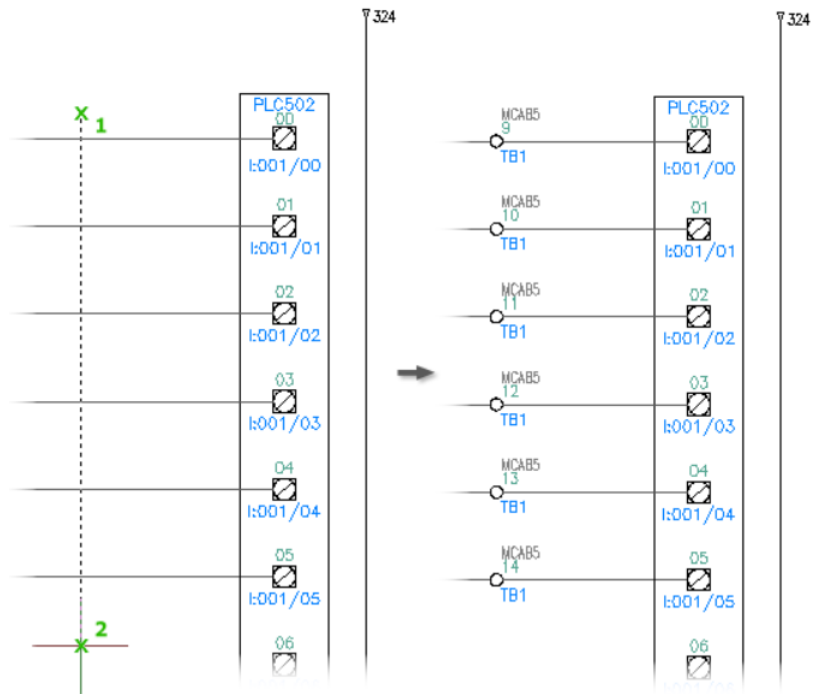 324
1
PLC502
00
I:001/00
01
I:001/01
02
I:001/02
03
I:001/03
04
I:001/04
05
I:001/05
2
06
324
PLC502
MCAB5
9
TB1
00
I:001/00
MCAB5
10
TB1
01
I:001/01
MCAB5
11
TB1
02
I:001/02
MCAB5
12
TB1
03
I:001/03
MCAB5
13
TB1
04
I:001/04
MCAB5
14
TB1
05
I:001/05
06